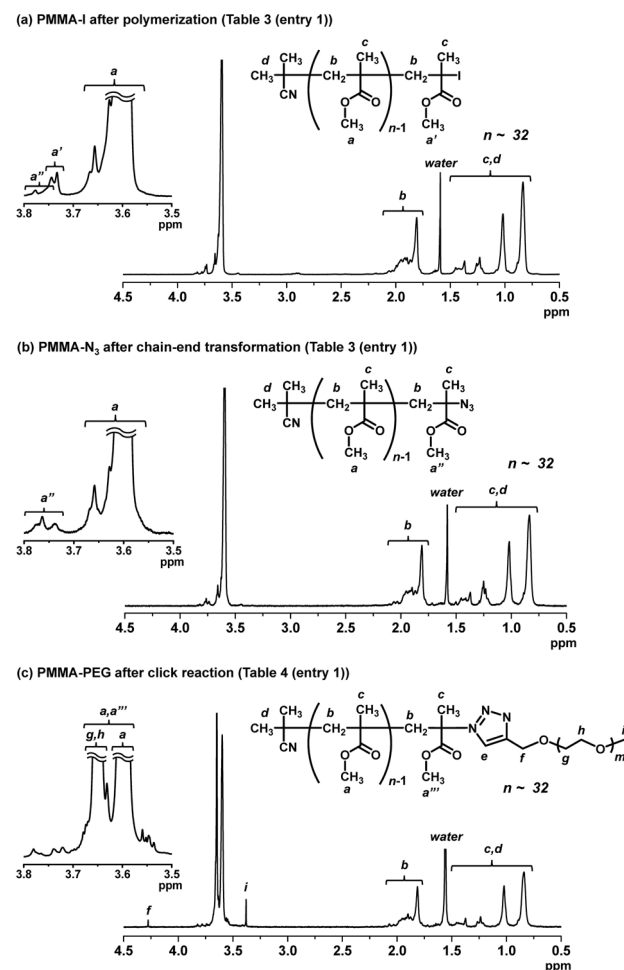 (a) PMMA-I after polymerization (Table 3 (entry 1))
a
a'
a''
3.8 3.7 3.6 3.5
ppm
d CH₃ b c CH₃ b c CH₃
CH₃ CH₂ CH₂ I
CN O O O O
CH₃ n-1 CH₃
a a'
n ~ 32
water
c,d
b
4.5 4.0 3.5 3.0 2.5 2.0 1.5 1.0 0.5
ppm
(b) PMMA-N₃ after chain-end transformation (Table 3 (entry 1))
a
a''
3.8 3.7 3.6 3.5
ppm
d CH₃ b c CH₃ b c CH₃
CH₃ CH₂ CH₂ N₃
CN O O O O
CH₃ n-1 CH₃
a a''
n ~ 32
water
c,d
b
4.5 4.0 3.5 3.0 2.5 2.0 1.5 1.0 0.5
ppm
(c) PMMA-PEG after click reaction (Table 4 (entry 1))
a,a'''
g,h a
3.8 3.7 3.6 3.5
ppm
d CH₃ b c CH₃ b c CH₃ N N N h i
CH₃ CH₂ CH₂ O O m
CN O O O O e f g
CH₃ n-1 CH₃
a a'''
n ~ 32
water
c,d
b
f
i
4.5 4.0 3.5 3.0 2.5 2.0 1.5 1.0 0.5
ppm